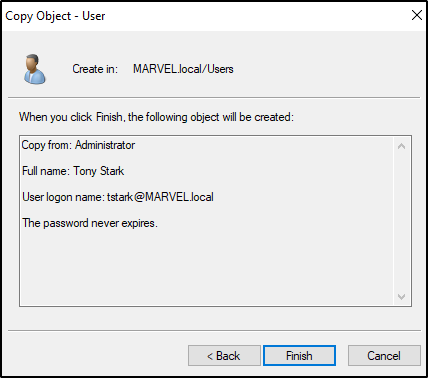 Copy Object - User
Create in: MARVEL.local/Users
When you click Finish, the following object will be created:
Copy from: Administrator
Full name: Tony Stark
User logon name: tstark@MARVEL.local
The password never expires.
< Back Finish Cancel